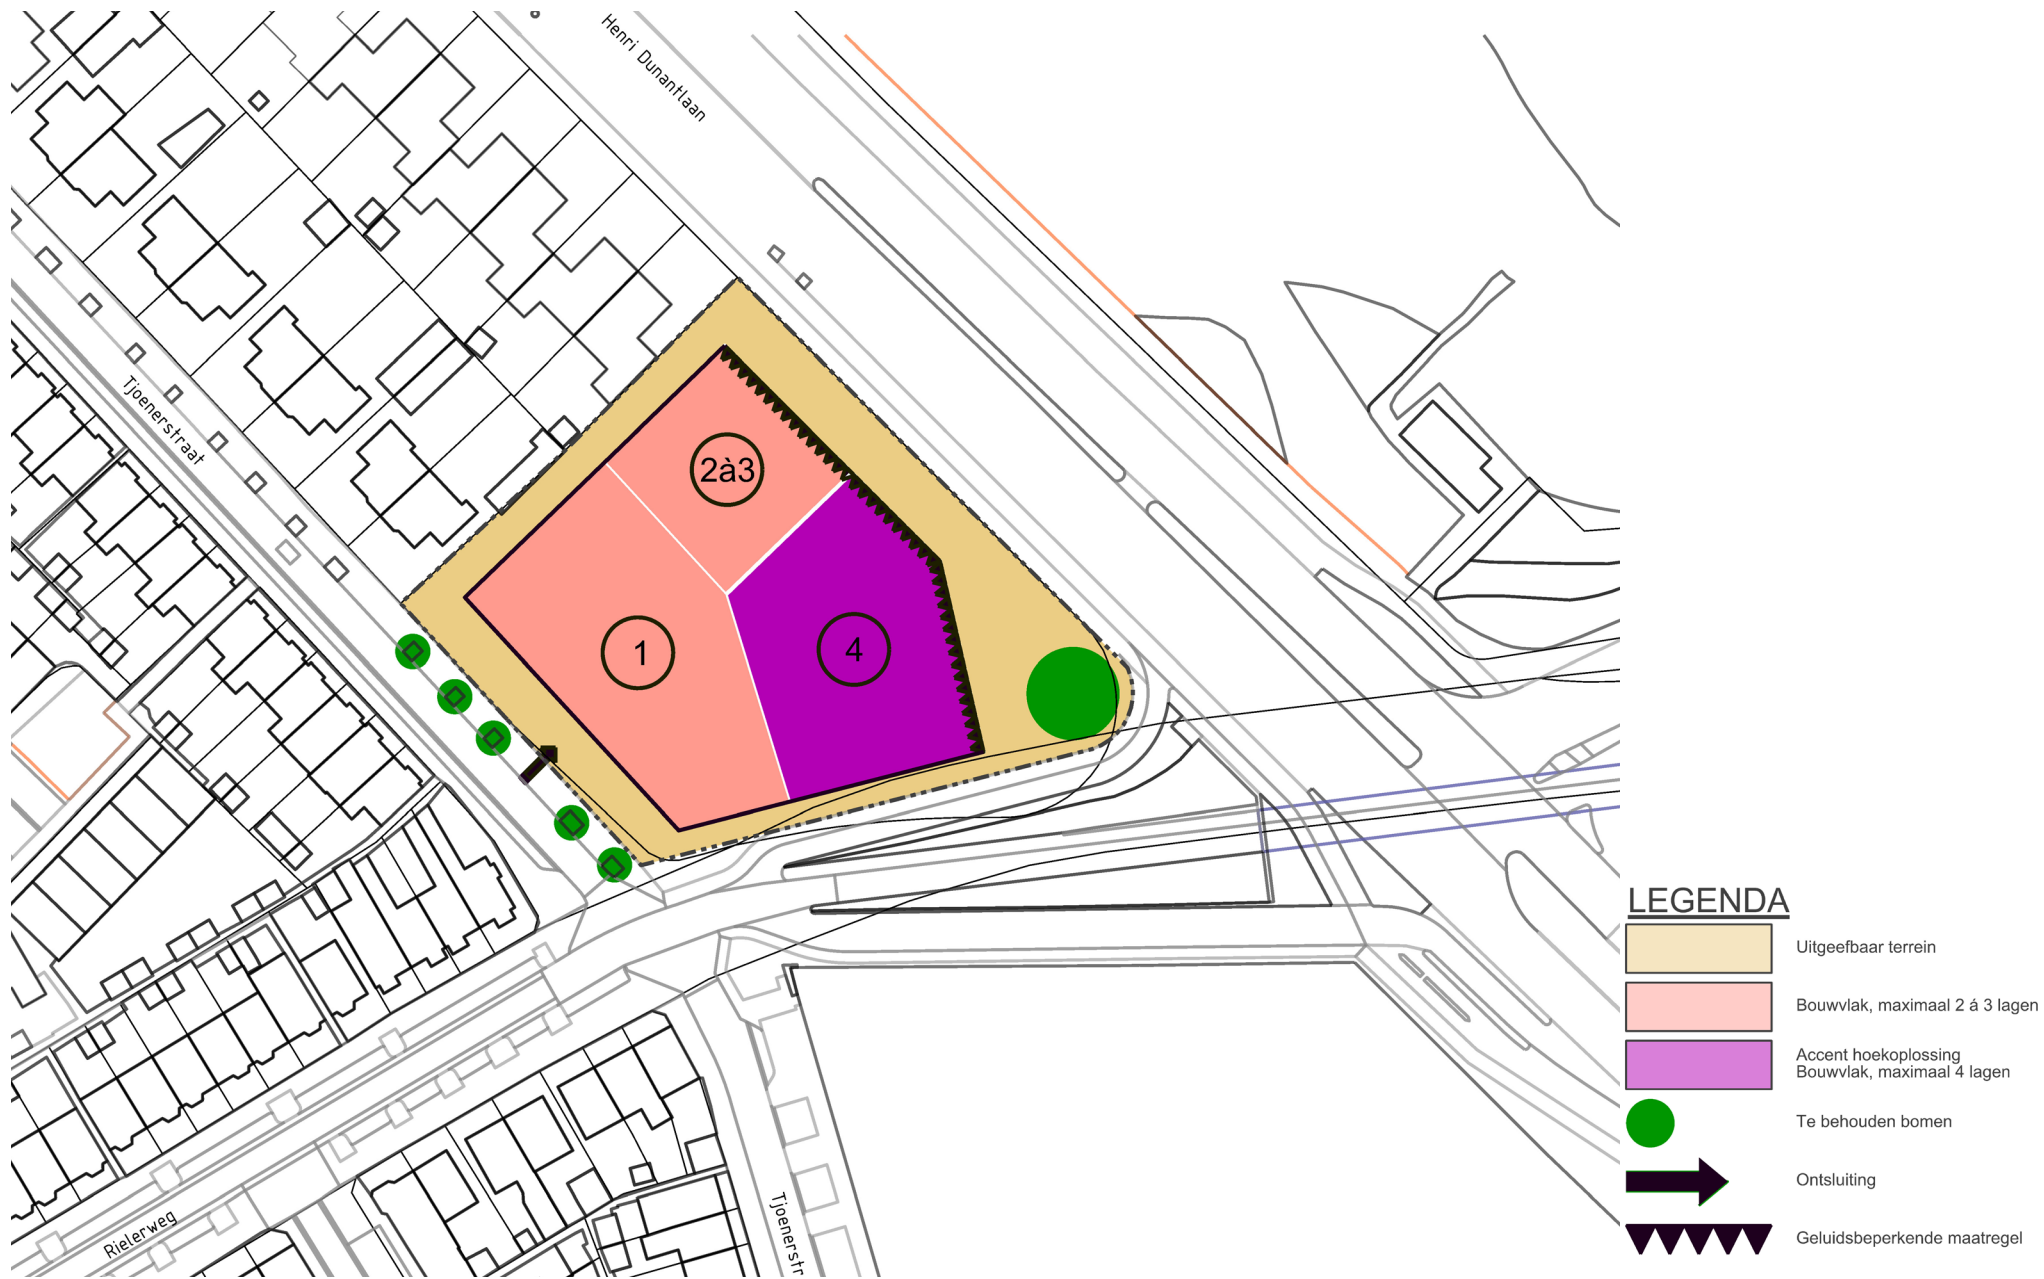 Henri Dunantlaan
Tjoenerstraat
2à3
1
4
Rielerweg
Tjoenerstr
LEGENDA
Uitgeefbaar terrein
Bouwvlak, maximaal 2 á 3 lagen
Accent hoekoplossing
Bouwvlak, maximaal 4 lagen
Te behouden bomen
Ontsluiting
Geluidsbeperkende maatregel